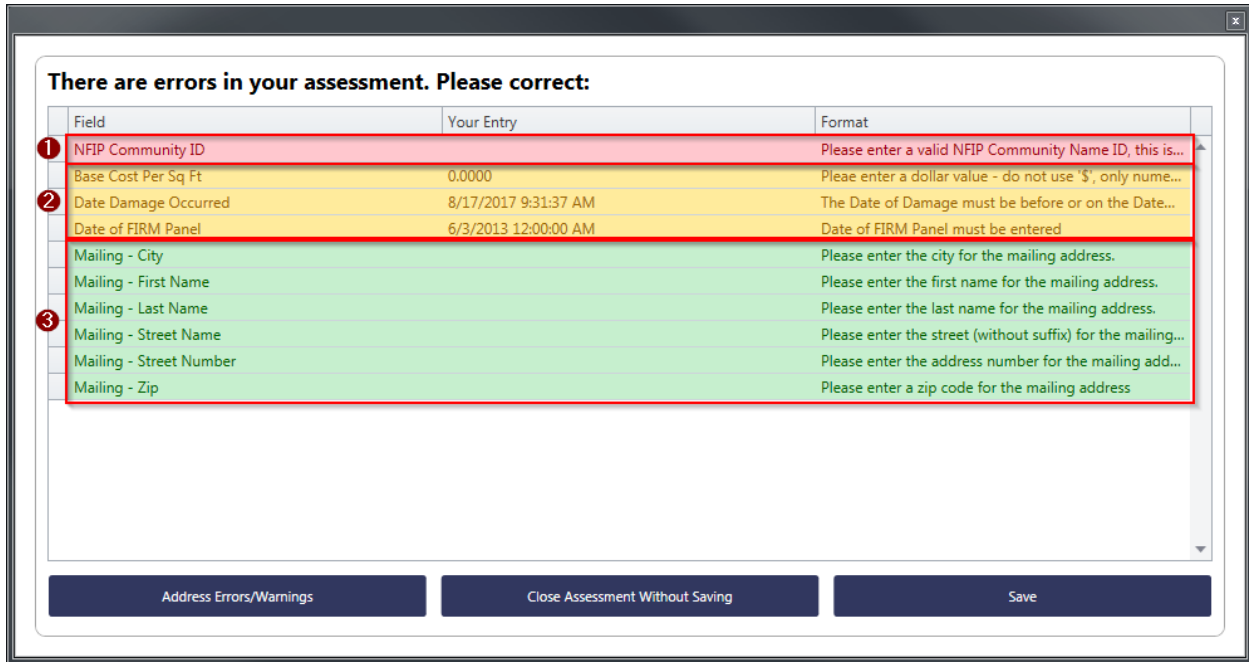 x
There are errors in your assessment. Please correct:
Field Your Entry Format
1 NFIP Community ID Please enter a valid NFIP Community Name ID, this is...
Base Cost Per Sq Ft 0.0000 Pleae enter a dollar value - do not use '$', only nume...
2 Date Damage Occurred 8/17/2017 9:31:37 AM The Date of Damage must be before or on the Date...
Date of FIRM Panel 6/3/2013 12:00:00 AM Date of FIRM Panel must be entered
Mailing - City Please enter the city for the mailing address.
Mailing - First Name Please enter the first name for the mailing address.
Mailing - Last Name Please enter the last name for the mailing address.
3 Mailing - Street Name Please enter the street (without suffix) for the mailing...
Mailing - Street Number Please enter the address number for the mailing add...
Mailing - Zip Please enter a zip code for the mailing address
Address Errors/Warnings Close Assessment Without Saving Save